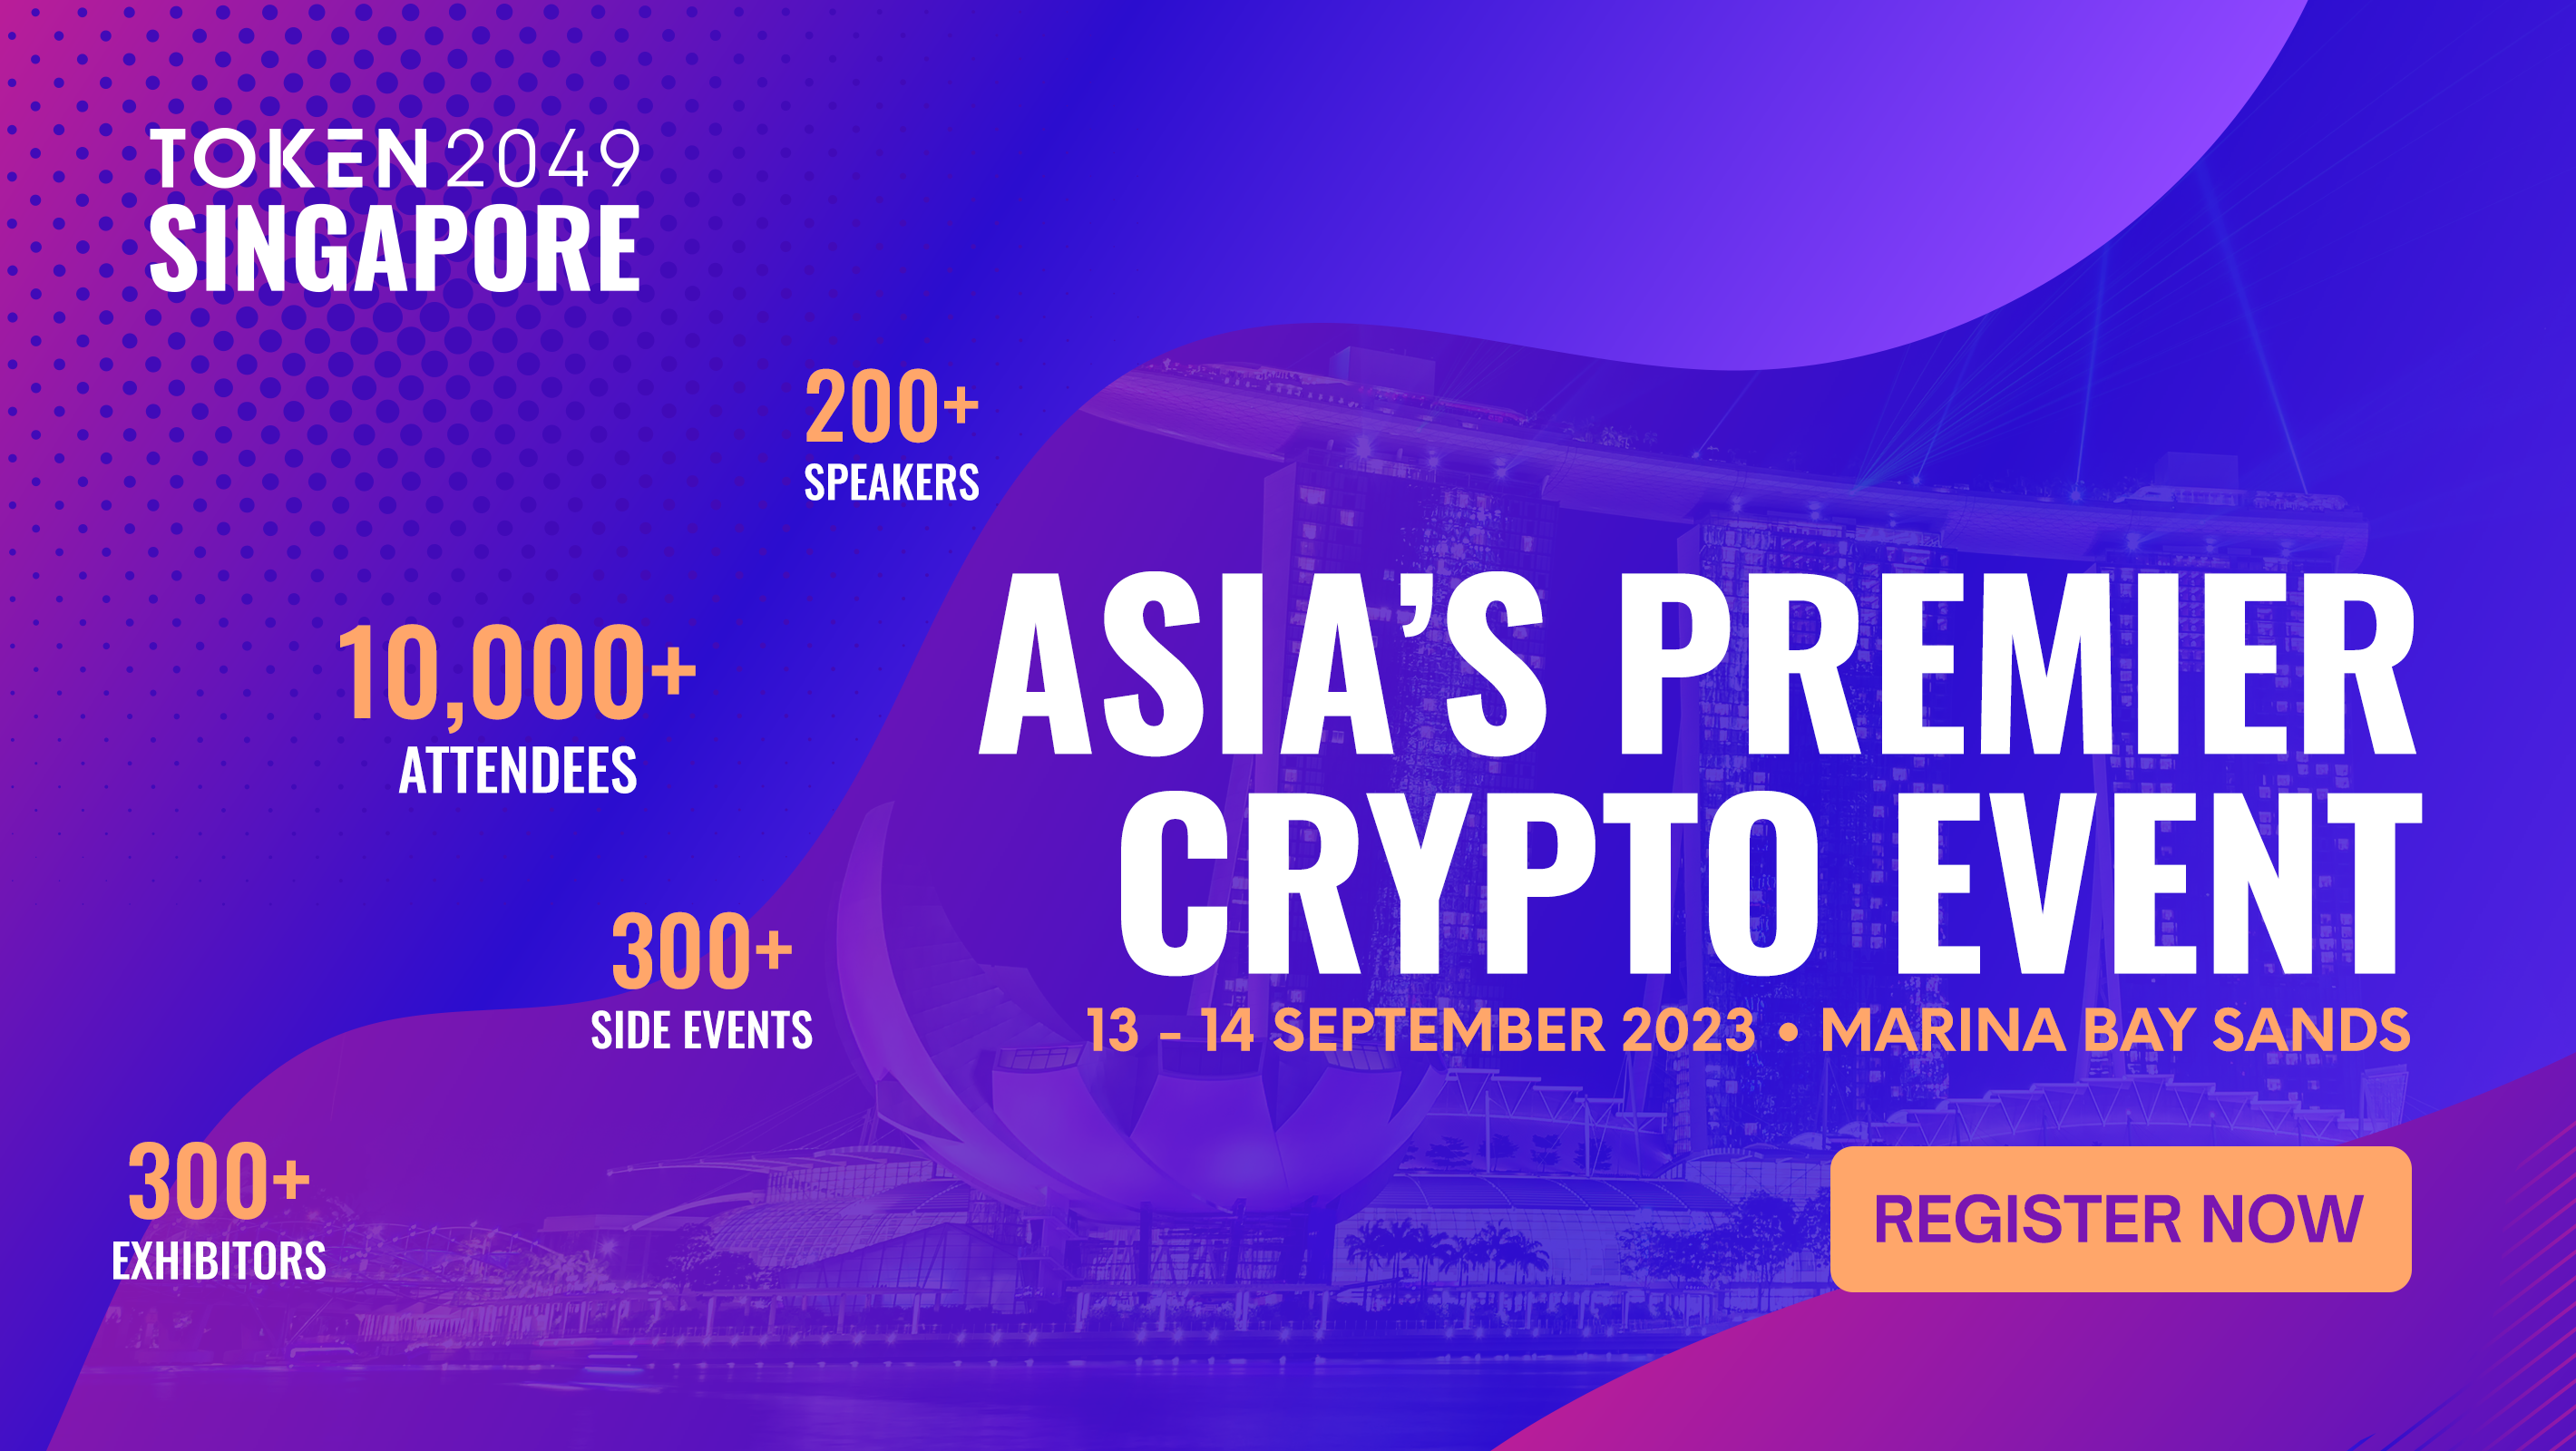 TOKEN2049
SINGAPORE
200+
SPEAKERS
10,000+
ATTENDEES
300+
SIDE EVENTS
300+
EXHIBITORS
ASIA’S PREMIER
CRYPTO EVENT
13 - 14 SEPTEMBER 2023 • MARINA BAY SANDS
REGISTER NOW